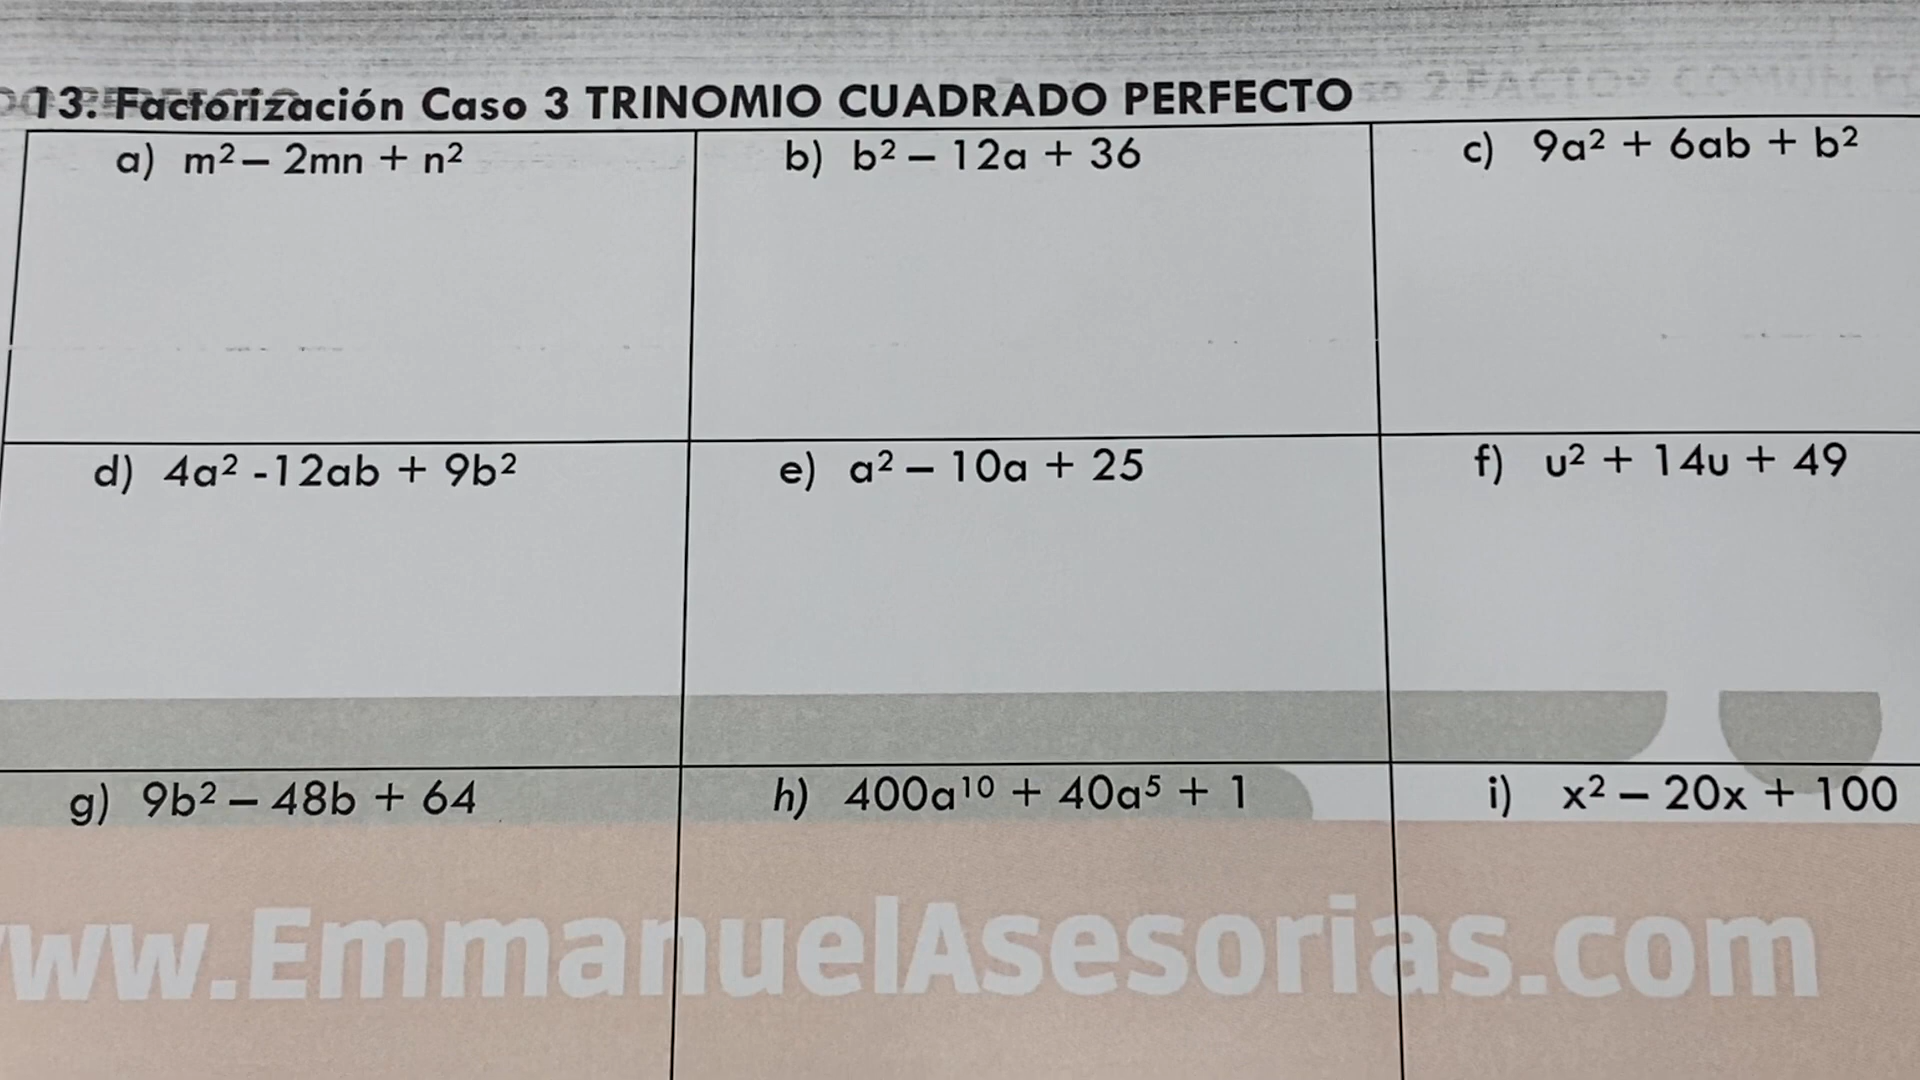 13. Factorización Caso 3 TRINOMIO CUADRADO PERFECTO
a) m² – 2mn + n²
b) b² – 12a + 36
c) 9a² + 6ab + b²
d) 4a² -12ab + 9b²
e) a² – 10a + 25
f) u² + 14u + 49
g) 9b² – 48b + 64
h) 400a¹⁰ + 40a⁵ + 1
i) x² – 20x + 100
ww.EmmanuelAsesorias.com